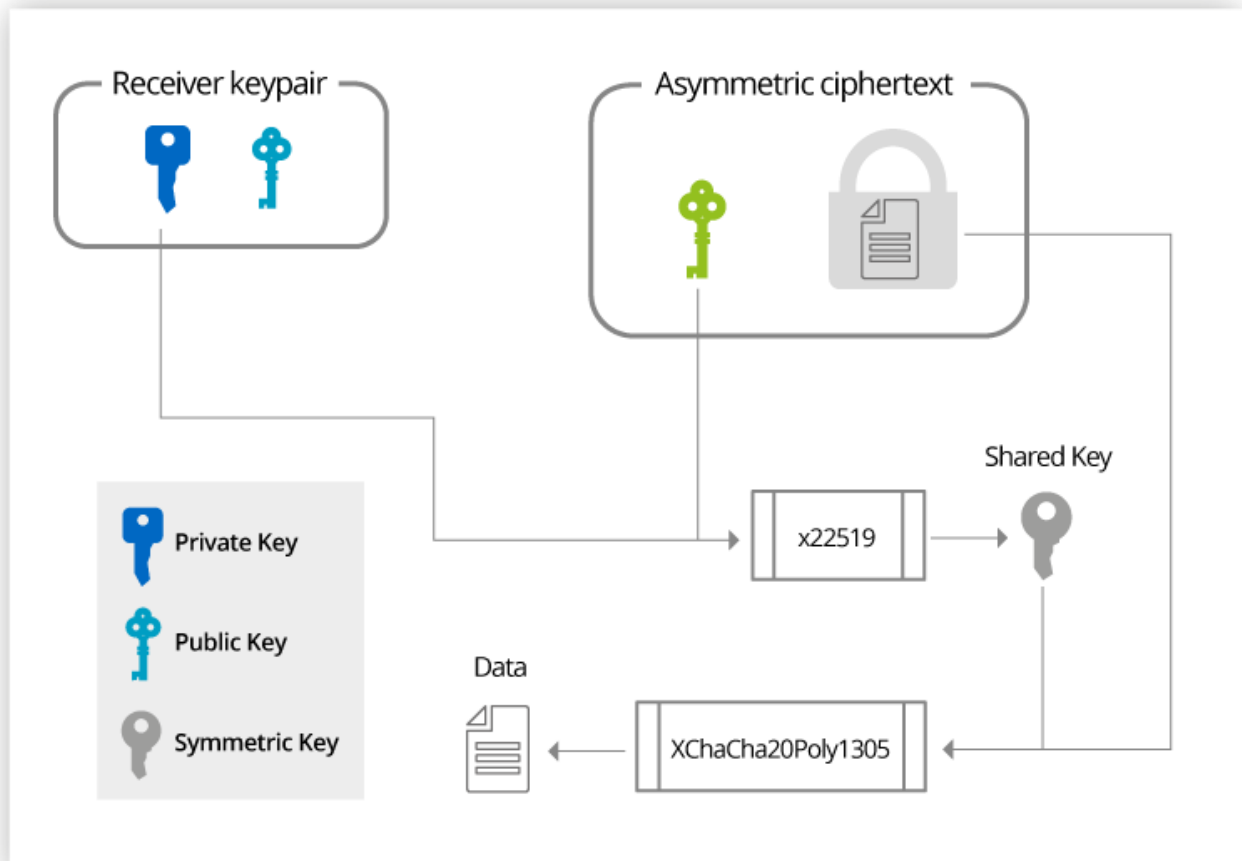 Receiver keypair
Asymmetric ciphertext
Shared Key
x22519
Private Key
Public Key
Symmetric Key
Data
XChaCha20Poly1305